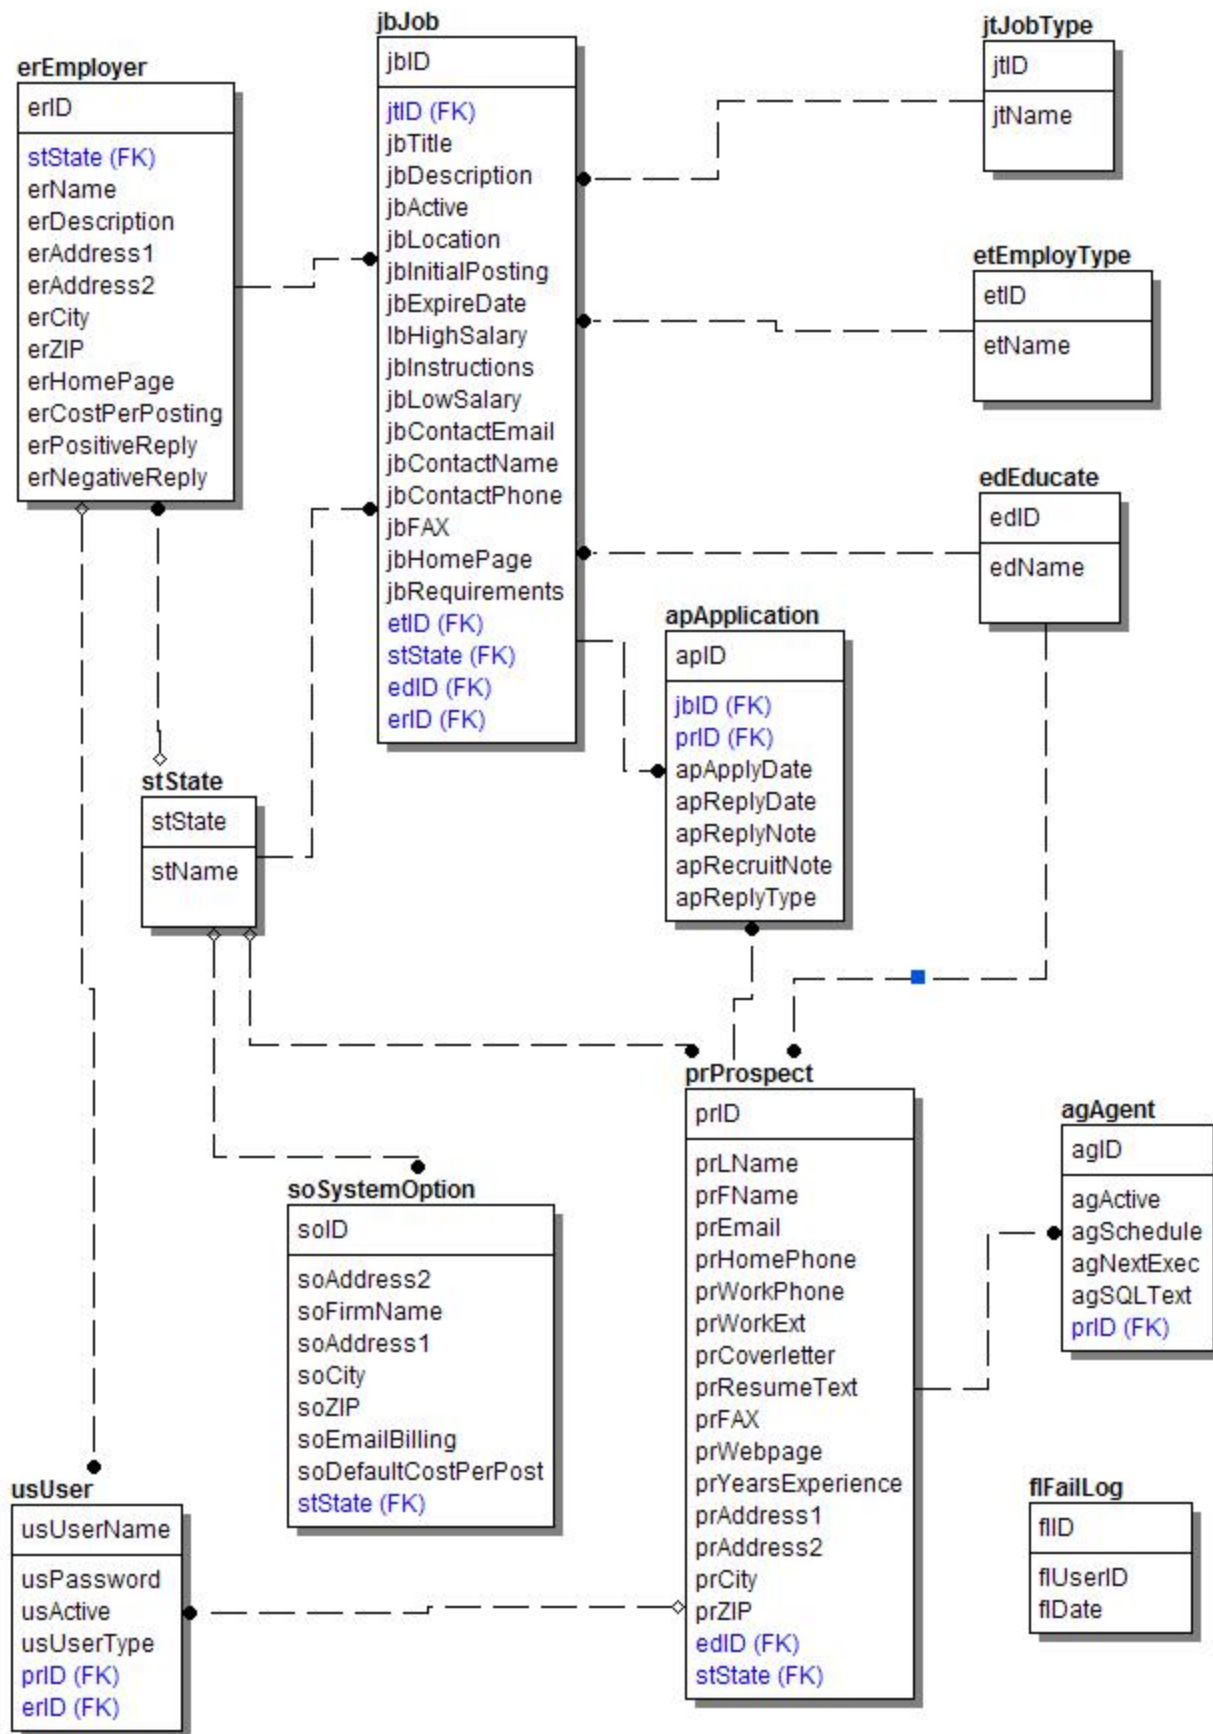 erEmployer
erID
stState (FK)
erName
erDescription
erAddress1
erAddress2
erCity
erZIP
erHomePage
erCostPerPosting
erPositiveReply
erNegativeReply
jbJob
jbID
jtID (FK)
jbTitle
jbDescription
jbActive
jbLocation
jbInitialPosting
jbExpireDate
lbHighSalary
jbInstructions
jbLowSalary
jbContactEmail
jbContactName
jbContactPhone
jbFAX
jbHomePage
jbRequirements
etID (FK)
stState (FK)
edID (FK)
erID (FK)
jtJobType
jtID
jtName
etEmployType
etID
etName
edEducate
edID
edName
apApplication
apID
jbID (FK)
prID (FK)
apApplyDate
apReplyDate
apReplyNote
apRecruitNote
apReplyType
stState
stState
stName
soSystemOption
soID
soAddress2
soFirmName
soAddress1
soCity
soZIP
soEmailBilling
soDefaultCostPerPost
stState (FK)
prProspect
prID
prLName
prFName
prEmail
prHomePhone
prWorkPhone
prWorkExt
prCoverletter
prResumeText
prFAX
prWebpage
prYearsExperience
prAddress1
prAddress2
prCity
prZIP
edID (FK)
stState (FK)
agAgent
agID
agActive
agSchedule
agNextExec
agSQLText
prID (FK)
usUser
usUserName
usPassword
usActive
usUserType
prID (FK)
erID (FK)
flFailLog
flID
flUserID
flDate